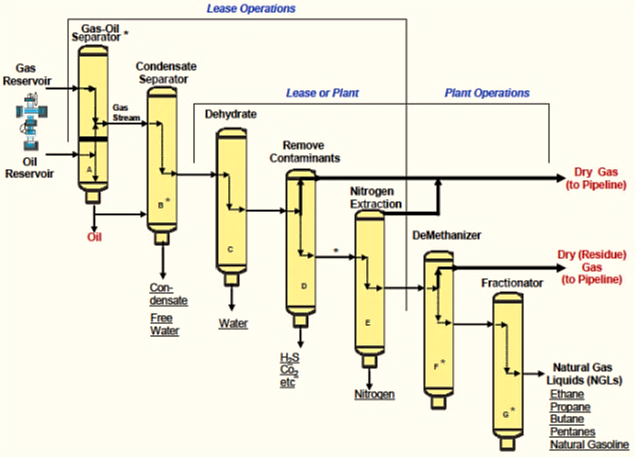 Lease Operations
Gas-Oil
Separator *
Gas
Reservoir
Condensate
Separator
Lease or Plant
Plant Operations
Gas
Stream
Dehydrate
Remove
Contaminants
Dry Gas
(to Pipeline)
Oil
Reservoir
A
B *
Nitrogen
Extraction
Oil
DeMethanizer
C
*
Dry (Residue)
Gas
(to Pipeline)
Fractionator
Con-
densate
Free
Water
D
Water
E
H2S
Co2
etc
F *
Nitrogen
G *
Natural Gas
Liquids (NGLs)
Ethane
Propane
Butane
Pentanes
Natural Gasoline